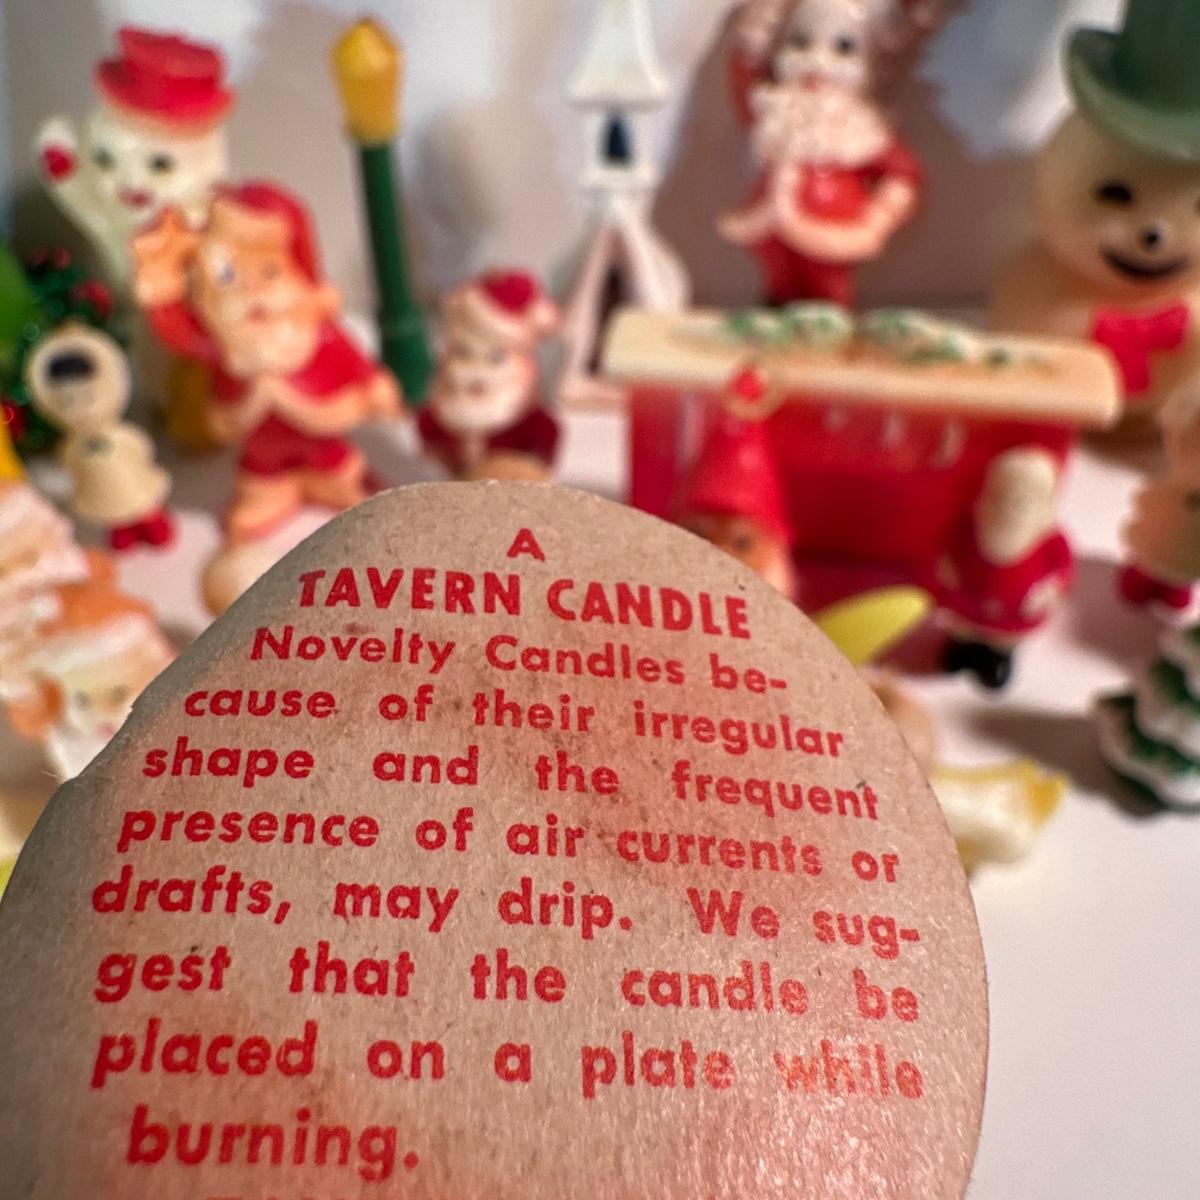 A
TAVERN CANDLE
Novelty Candles be-
cause of their irregular
shape and the frequent
presence of air currents or
drafts, may drip. We sug-
gest that the candle be
placed on a plate while
burning.